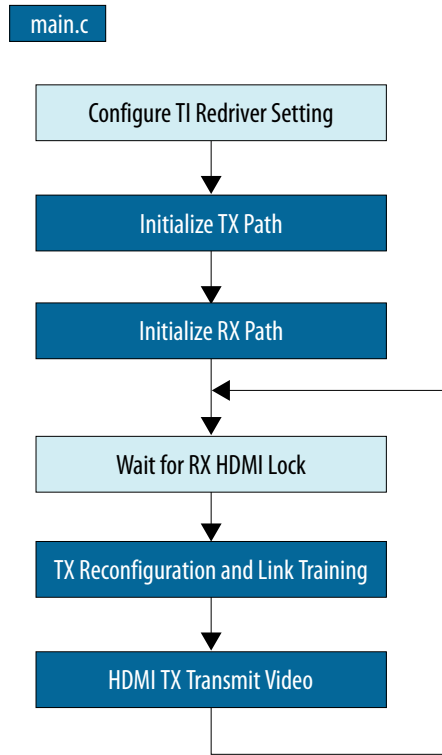 main.c
Configure TI Redriver Setting
Initialize TX Path
Initialize RX Path
Wait for RX HDMI Lock
TX Reconfiguration and Link Training
HDMI TX Transmit Video